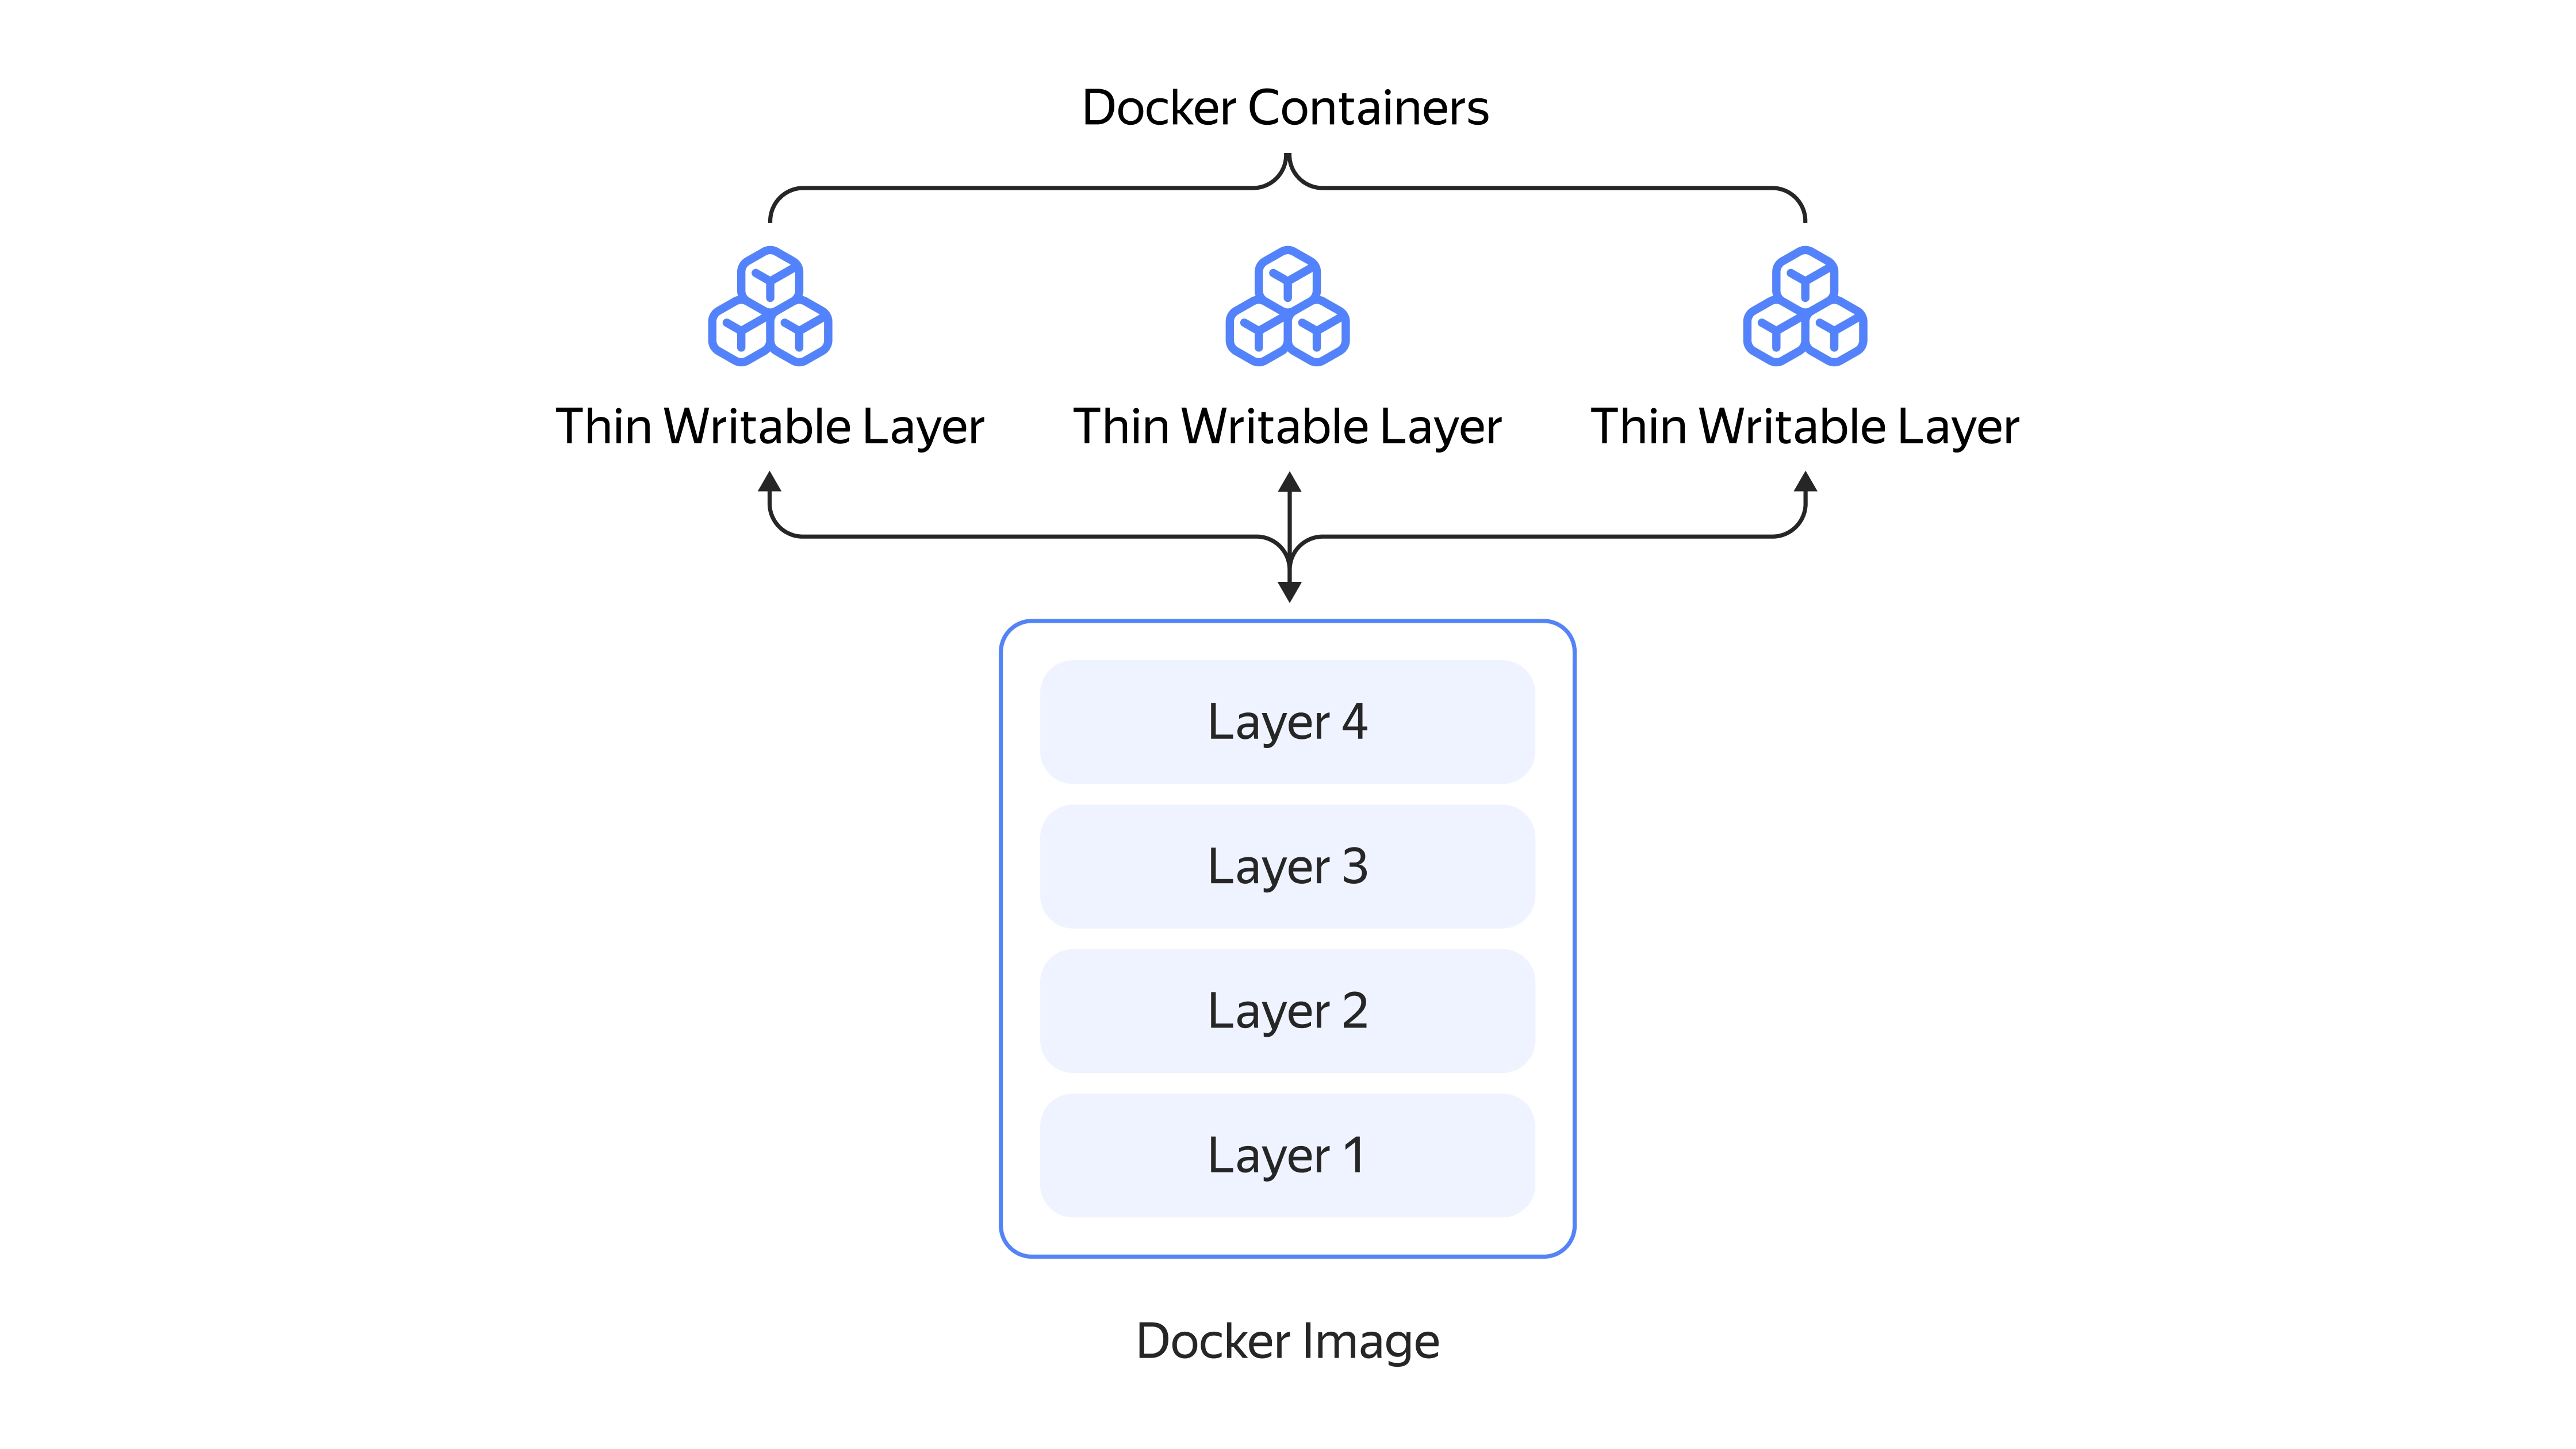 Docker Containers
Thin Writable Layer
Thin Writable Layer
Thin Writable Layer
Layer 4
Layer 3
Layer 2
Layer 1
Docker Image